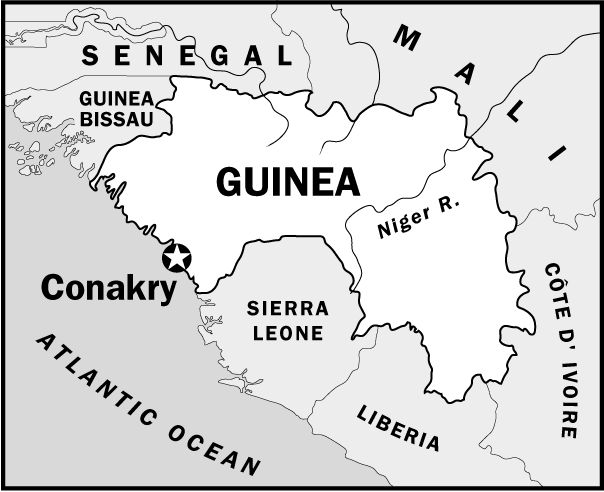 SENEGAL
MALI
GUINEA
BISSAU
GUINEA
Niger R.
Conakry
SIERRA
LEONE
CÔTE D' IVOIRE
ATLANTIC OCEAN
LIBERIA